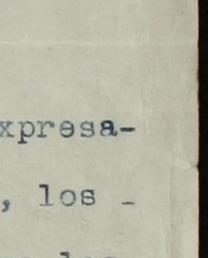 xpresa-
, los _